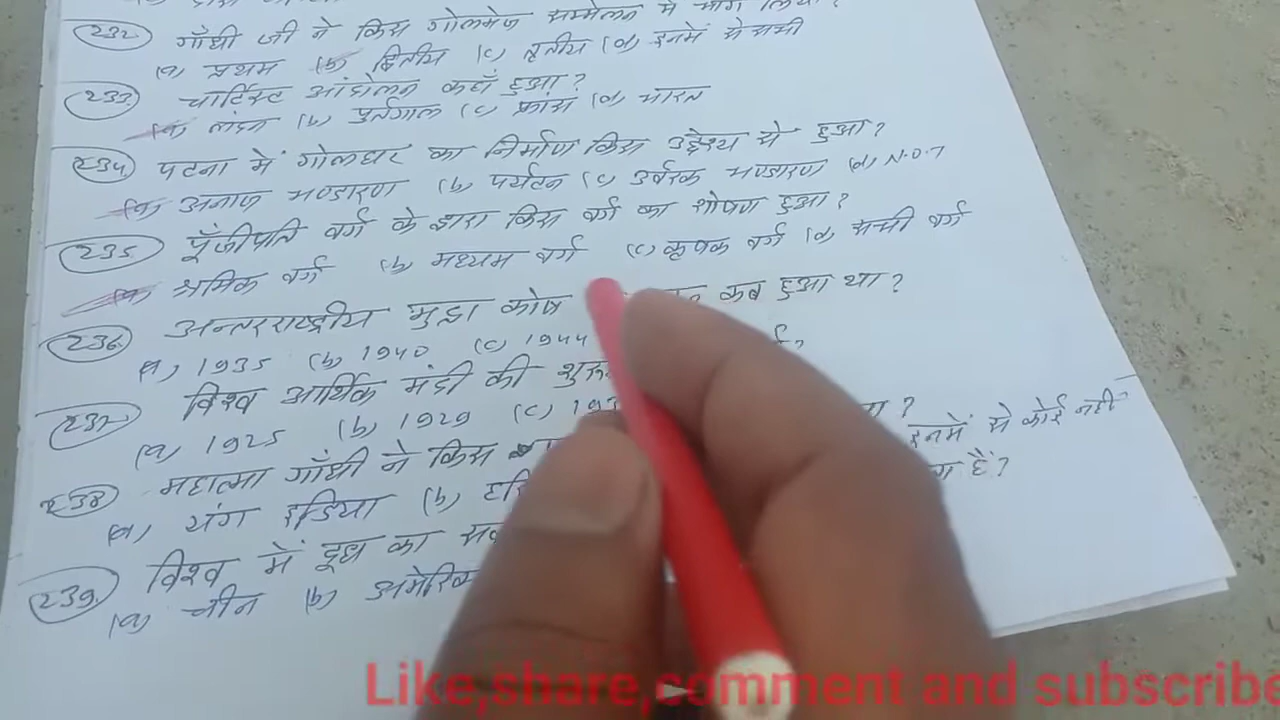 232 गाँधी जी ने किस गोलमेज सम्मेलन में भाग लिया?
(a) प्रथम (b) द्वितीय (c) तृतीय (d) इनमें से सभी
233 चार्टिस्ट आंदोलन कहाँ हुआ?
(a) लंदन (b) पुर्तगाल (c) फ्रांस (d) भारत
234 पटना में गोलघर का निर्माण किस उद्देश्य से हुआ?
(a) अनाज भण्डारण (b) पर्यटन (c) उर्वरक भण्डारण (d) N.O.T
235 पूँजीपति वर्ग के द्वारा किस वर्ग का शोषण हुआ?
(a) श्रमिक वर्ग (b) मध्यम वर्ग (c) कृषक वर्ग (d) सभी वर्ग
236 अन्तरराष्ट्रीय मुद्रा कोष कब हुआ था?
(a) 1935 (b) 1940 (c) 1944
237 विश्व आर्थिक मंदी की
(a) 1925 (b) 1929 (c)
238 महात्मा गाँधी ने किस ?
(a) यंग इंडिया (b) इनमें से कोई नहीं
239 विश्व में दूध का है?
(a) चीन (b)
Like,share,comment and subscribe